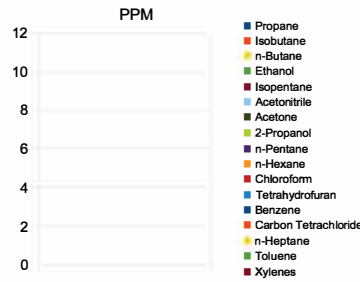 PPM
12
10
8
6
4
2
0
Propane
Isobutane
n-Butane
Ethanol
Isopentane
Acetonitrile
Acetone
2-Propanol
n-Pentane
n-Hexane
Chloroform
Tetrahydrofuran
Benzene
Carbon Tetrachloride
n-Heptane
Toluene
Xylenes